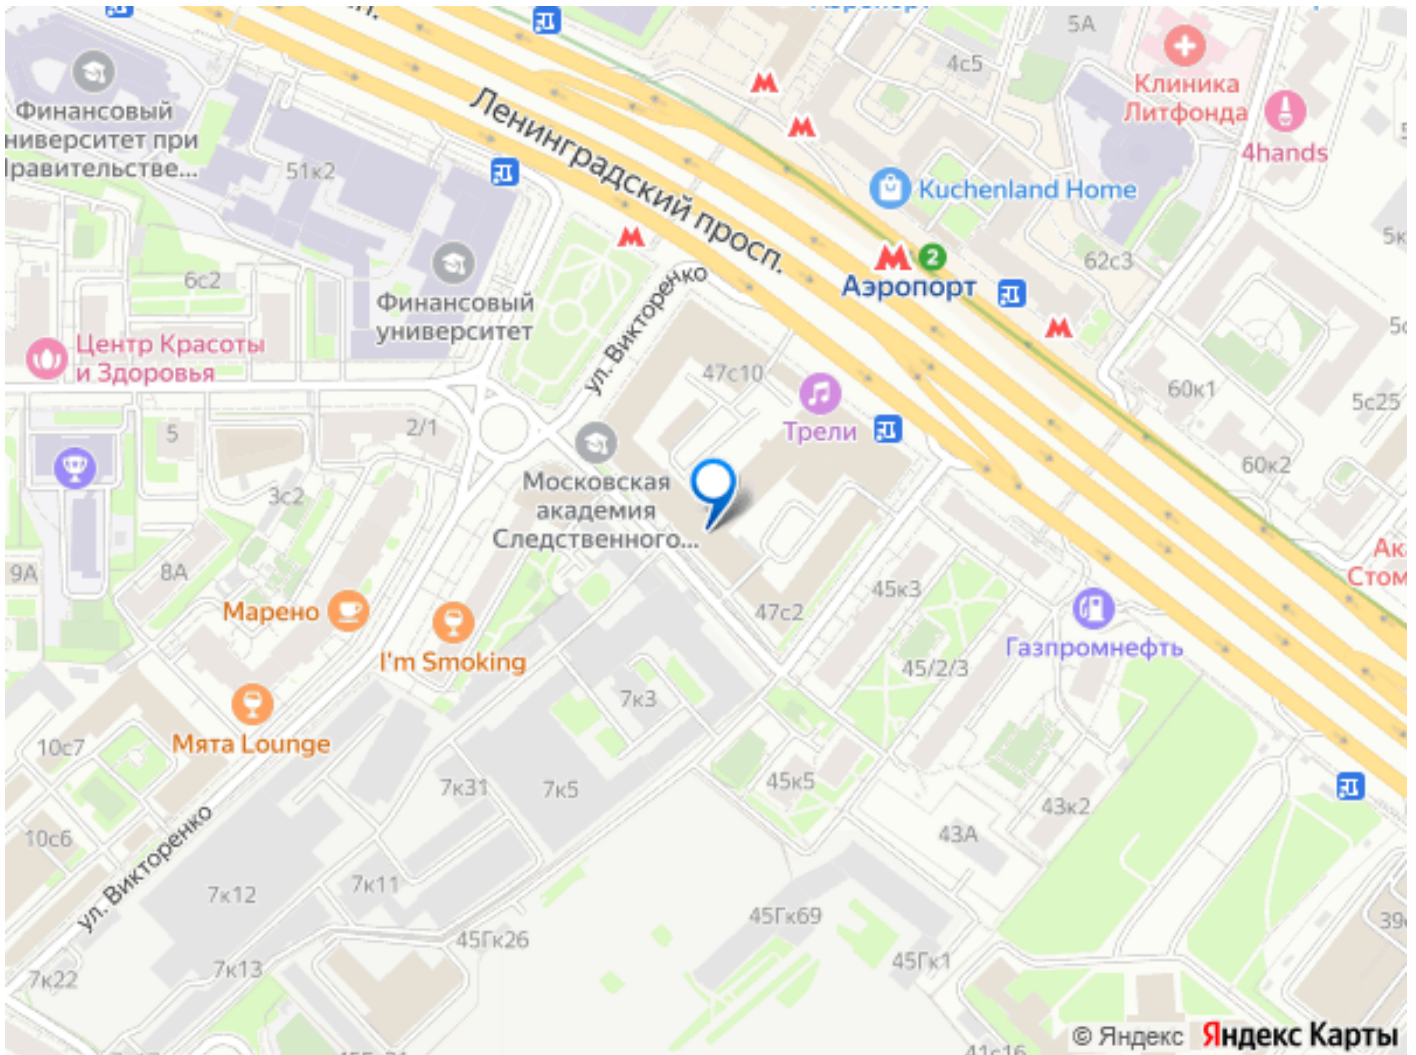 5А
4с5
Клиника
Литфонда
4hands
Финансовый
ниверситет при
равительстве...
51к2
Ленинградский просп.
Kuchenland Home
2
Аэропорт
62с3
6с2
Финансовый
университет
ул. Викторенко
Центр Красоты
и Здоровья
47с10
Трели
60к1
5с25
60к2
5
2/1
3с2
Московская
академия
Следственного...
9А
8А
Марено
I'm Smoking
47с2
45к3
45/2/3
Газпромнефть
Мята Lounge
7к3
10с7
7к31
7к5
45к5
43к2
43А
10с6
ул. Викторенко
7к12
7к11
45Гк69
45Гк26
45Гк1
7к22
7к13
41с16
© Яндекс Яндекс Карты